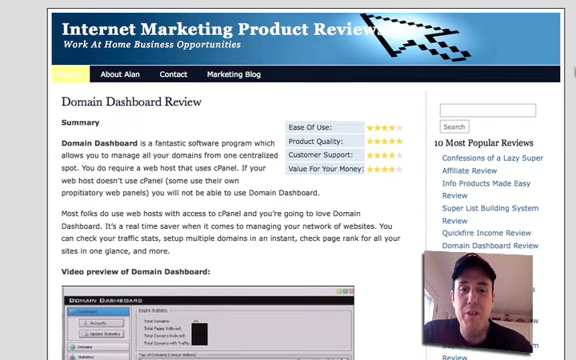 Internet Marketing Product Reviews
Work At Home Business Opportunities
About Alan
Contact
Marketing Blog
Domain Dashboard Review
Summary
Domain Dashboard is a fantastic software program which
allows you to manage all your domains from one centralized
spot. You do require a web host that uses cPanel. If your
web host doesn't use cPanel (some use their own
propitiatory web panels) you will not be able to use Domain Dashboard.
Ease Of Use:
Product Quality:
Customer Support:
Value For Your Money:
Most folks do use web hosts with access to cPanel and you're going to love Domain
Dashboard. It's a real time saver when it comes to managing your network of websites. You
can check your traffic stats, setup multiple domains in an instant, check page rank for all your
sites in one glance, and more.
Video preview of Domain Dashboard:
DOMAIN DASHBOARD
Search
10 Most Popular Reviews
Confessions of a Lazy Super
Affiliate Review
Info Products Made Easy
Review
Super List Building System
Review
Quickfire Income Review
Domain Dashboard Review